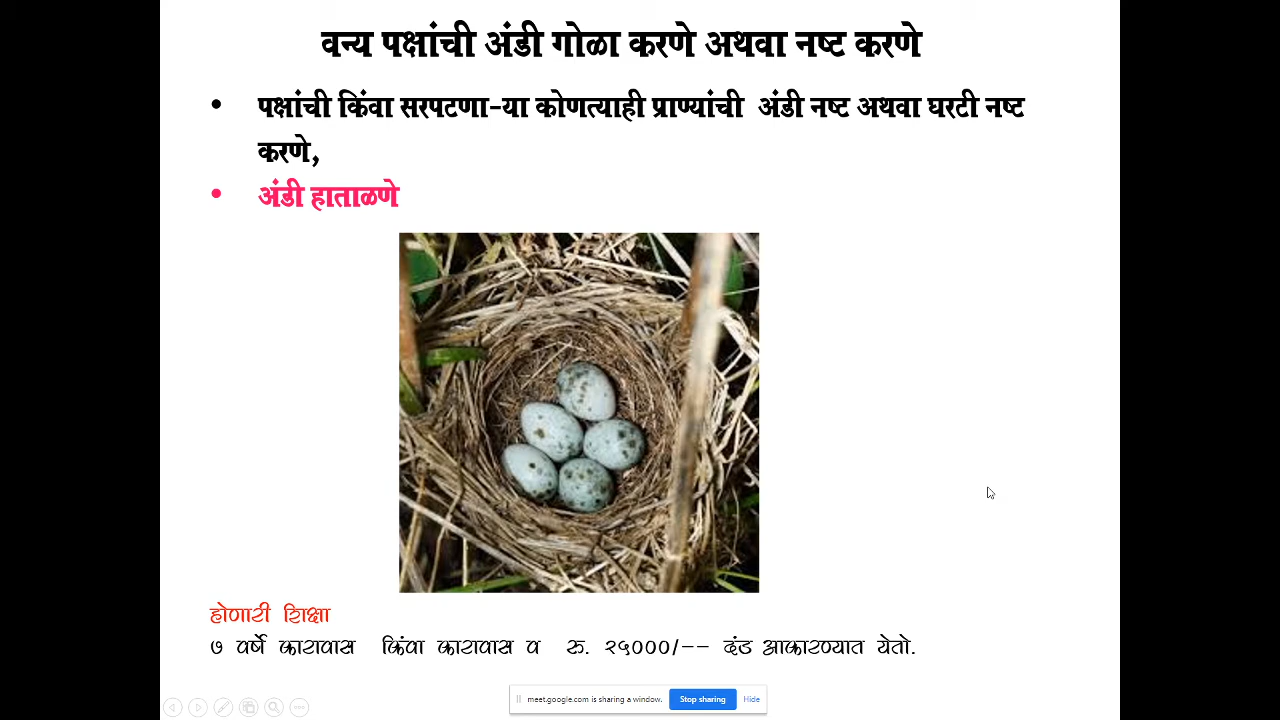 वन्य पक्षांची अंडी गोळा करणे अथवा नष्ट करणे
• पक्षांची किंवा सरपटणा-या कोणत्याही प्राण्यांची अंडी नष्ट अथवा घरटी नष्ट
करणे,
• अंडी हाताळणे
होणारी शिक्षा
७ वर्षे कारावास किंवा कारावास व रु. २५०००/-- दंड आकारण्यात येतो.
meet.google.com is sharing a window. Stop sharing Hide